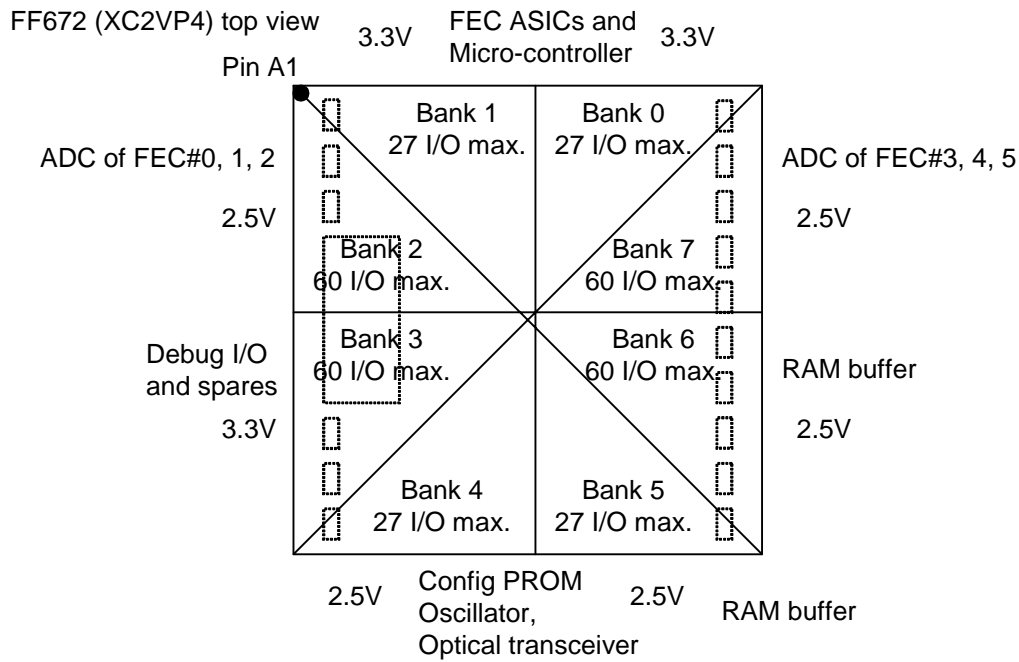 FF672 (XC2VP4) top view
3.3V
FEC ASICs and
Micro-controller
3.3V
Pin A1
Bank 1
27 I/O max.
Bank 0
27 I/O max.
ADC of FEC#0, 1, 2
2.5V
ADC of FEC#3, 4, 5
2.5V
Bank 2
60 I/O max.
Bank 7
60 I/O max.
Debug I/O
and spares
3.3V
Bank 3
60 I/O max.
Bank 6
60 I/O max.
RAM buffer
2.5V
Bank 4
27 I/O max.
Bank 5
27 I/O max.
2.5V
Config PROM
Oscillator,
Optical transceiver
2.5V
RAM buffer